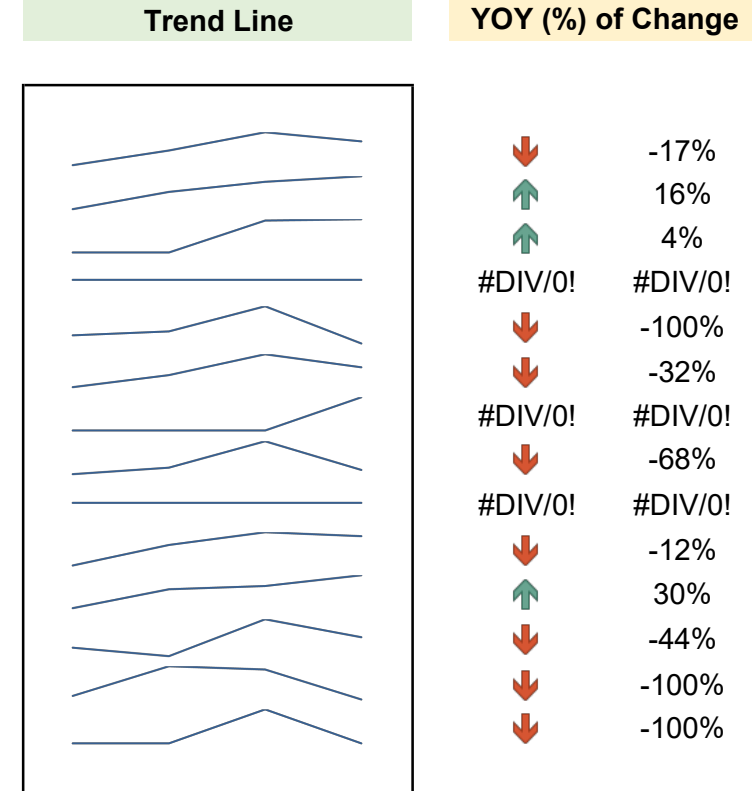 Trend Line YOY (%) of Change
-17%
16%
4%
#DIV/0! #DIV/0!
-100%
-32%
#DIV/0! #DIV/0!
-68%
#DIV/0! #DIV/0!
-12%
30%
-44%
-100%
-100%